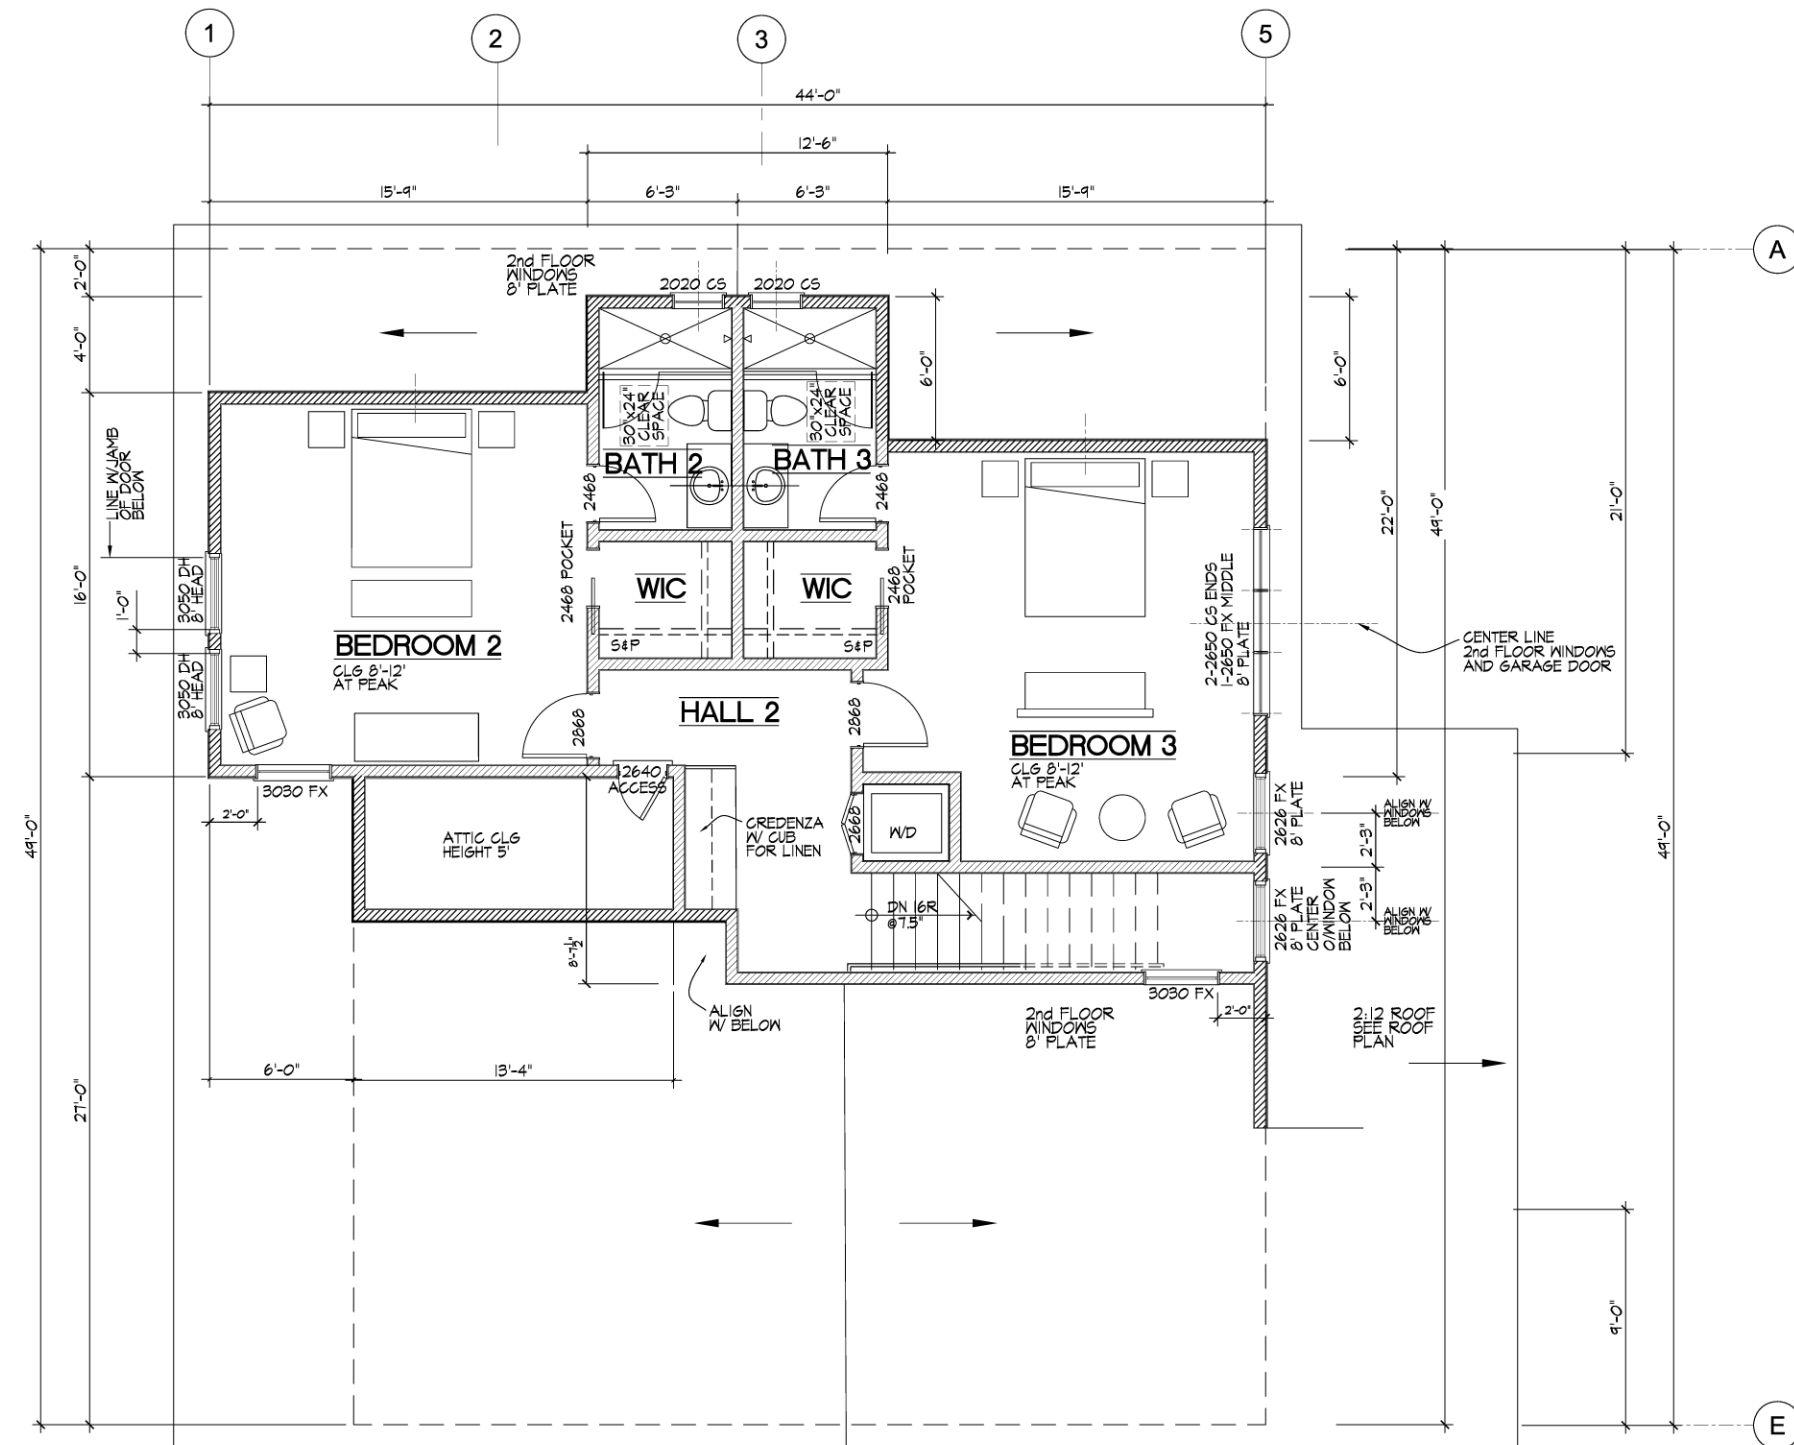 1
2
3
5
44'-0"
12'-6"
15'-9"
6'-3"
6'-3"
15'-9"
A
2'-0"
4'-0"
16'-0"
49'-0"
27'-0"
2nd FLOOR
WINDOWS
8' PLATE
2020 CS
2020 CS
6'-0"
6'-0"
30"x24"
CLEAR
SPACE
30"x24"
CLEAR
SPACE
BATH 2
BATH 3
2468
2468
LINE W/JAMB
OF DOOR
BELOW
3050 DH
8' HEAD
1'-0"
3050 DH
8' HEAD
2468 POCKET
2468
POCKET
WIC
WIC
S&P
S&P
BEDROOM 2
CLG 8'-12'
AT PEAK
HALL 2
2868
2868
BEDROOM 3
CLG 8'-12'
AT PEAK
2-2650 CS ENDS
1-2650 FX MIDDLE
8' PLATE
22'-0"
49'-0"
21'-0"
49'-0"
CENTER LINE
2nd FLOOR WINDOWS
AND GARAGE DOOR
3030 FX
2'-0"
2640
ACCESS
ATTIC CLG
HEIGHT 5'
CREDENZA
W/ CUB
FOR LINEN
2668
W/D
2626 FX
8' PLATE
ALIGN W/
WINDOWS
BELOW
2'-3"
2'-3"
2626 FX
8' PLATE
CENTER
O/WINDOW
BELOW
ALIGN W/
WINDOWS
BELOW
DN 16R
@7.5"
8'-7½"
ALIGN
W/ BELOW
3030 FX
2'-0"
2nd FLOOR
WINDOWS
8' PLATE
2:12 ROOF
SEE ROOF
PLAN
6'-0"
13'-4"
9'-0"
E